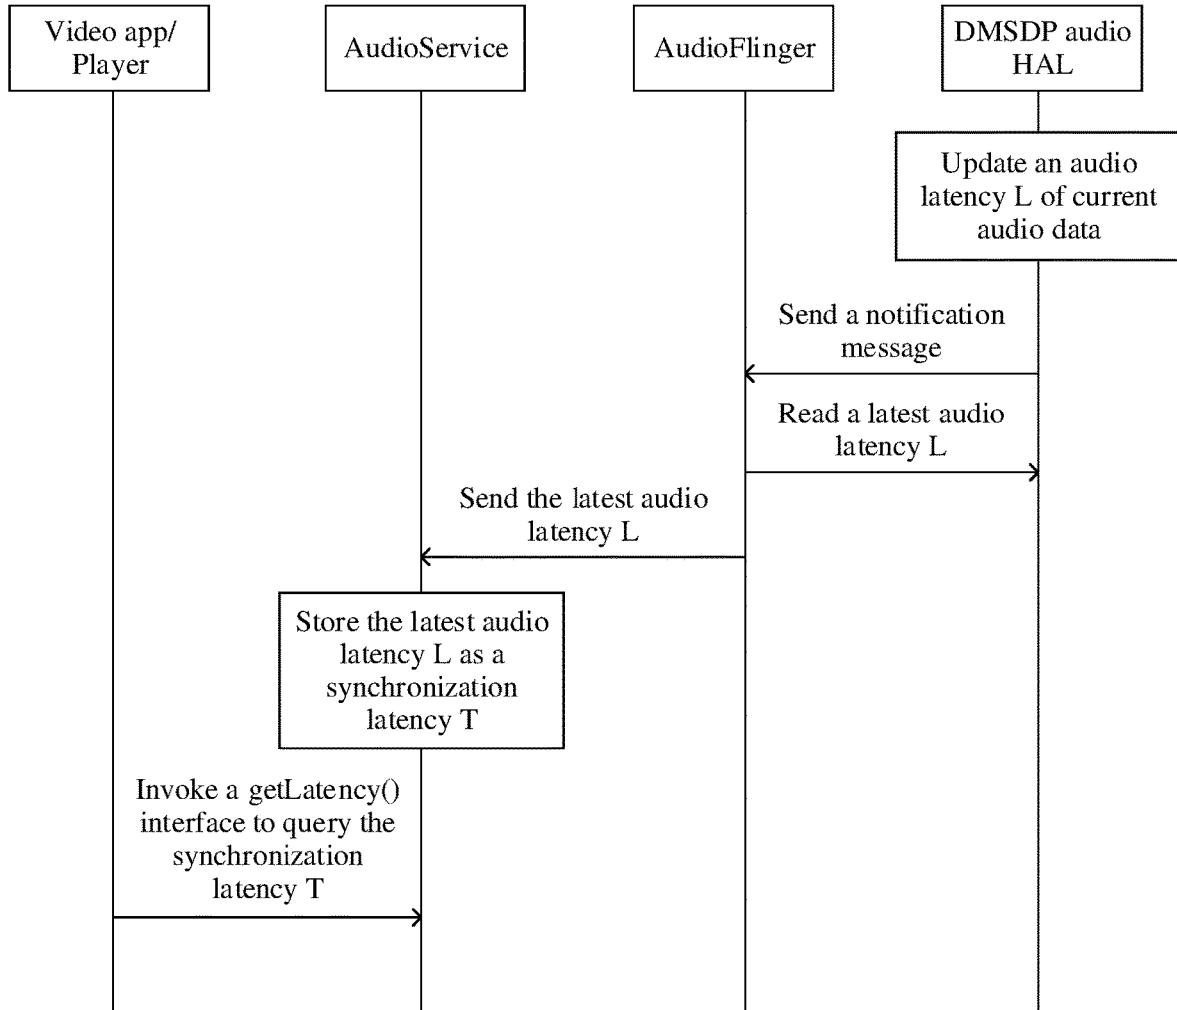 Video app/
Player
AudioService
AudioFlinger
DMSDP audio
HAL
Update an audio
latency L of current
audio data
Send a notification
message
Read a latest audio
latency L
Send the latest audio
latency L
Store the latest audio
latency L as a
synchronization
latency T
Invoke a getLatency()
interface to query the
synchronization
latency T